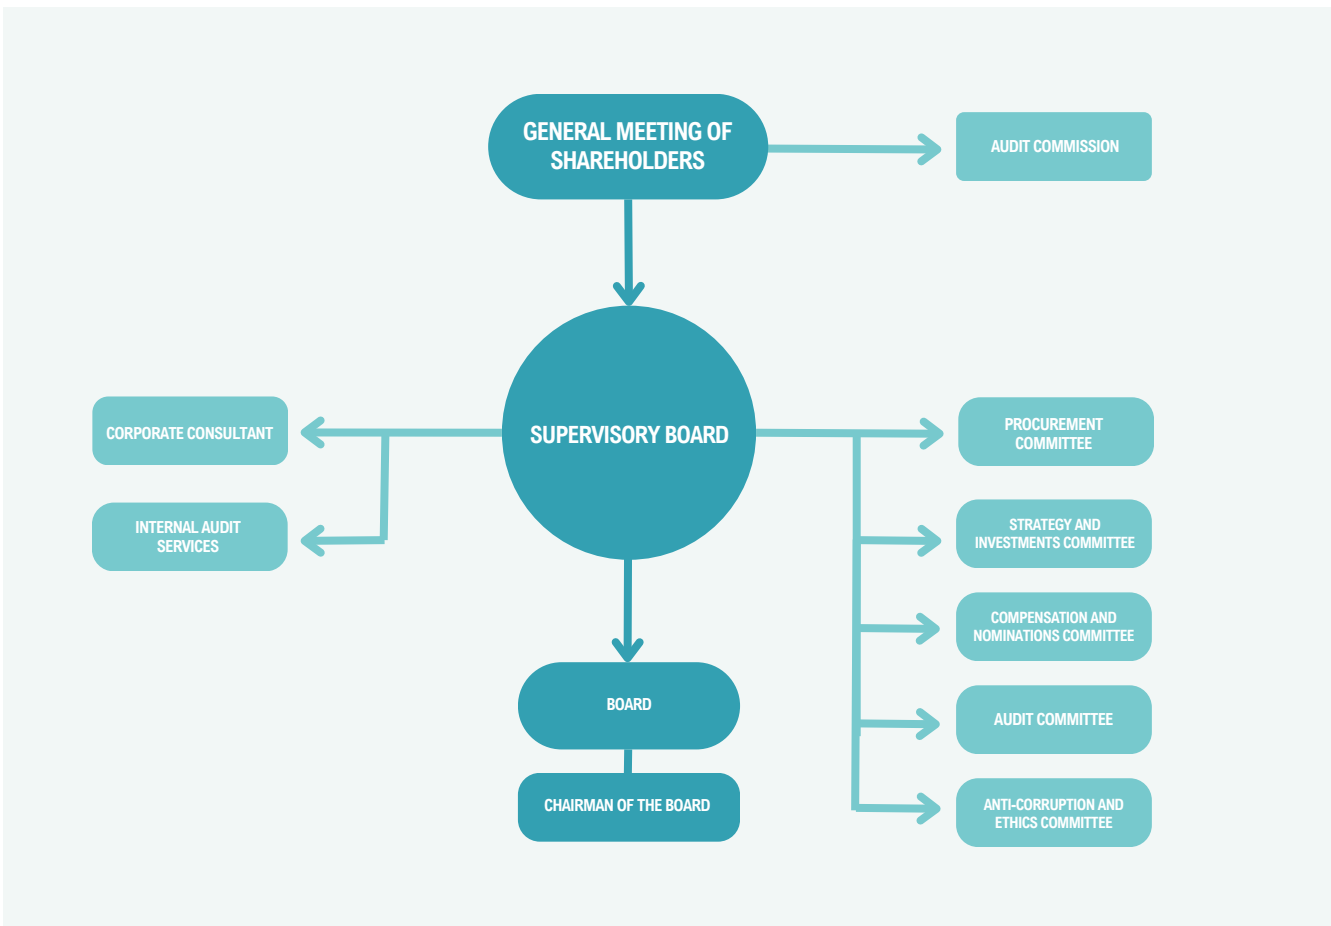 GENERAL MEETING OF
SHAREHOLDERS
AUDIT COMMISSION
SUPERVISORY BOARD
CORPORATE CONSULTANT
INTERNAL AUDIT
SERVICES
PROCUREMENT
COMMITTEE
STRATEGY AND
INVESTMENTS COMMITTEE
COMPENSATION AND
NOMINATIONS COMMITTEE
AUDIT COMMITTEE
ANTI-CORRUPTION AND
ETHICS COMMITTEE
BOARD
CHAIRMAN OF THE BOARD